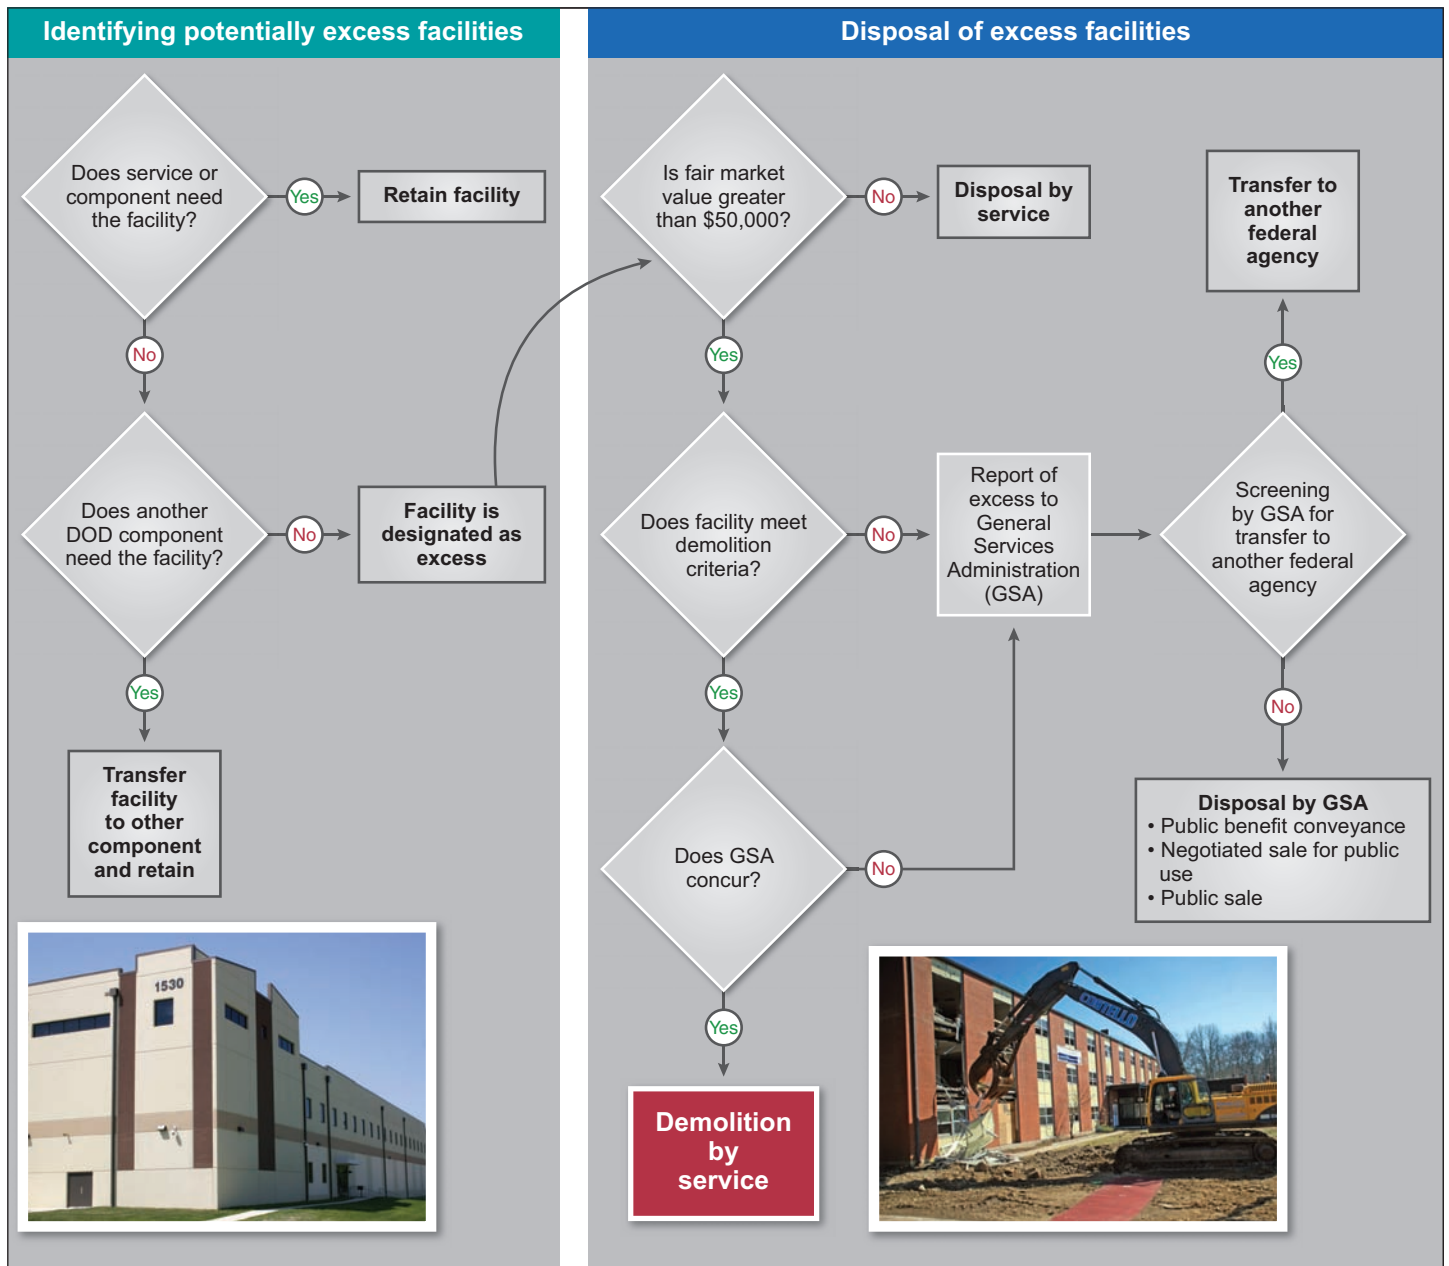 Identifying potentially excess facilities
Does service or
component need
the facility?
Yes
Retain facility
No
Does another
DOD component
need the facility?
No
Facility is
designated as
excess
Yes
Transfer
facility
to other
component
and retain
1530
Disposal of excess facilities
Is fair market
value greater
than $50,000?
No
Disposal by
service
Yes
Does facility meet
demolition
criteria?
No
Report of
excess to
General
Services
Administration
(GSA)
Screening
by GSA for
transfer to
another federal
agency
Yes
Transfer to
another
federal
agency
No
Disposal by GSA
• Public benefit conveyance
• Negotiated sale for public
use
• Public sale
Yes
Does GSA
concur?
No
Yes
Demolition
by
service
COSTELLO